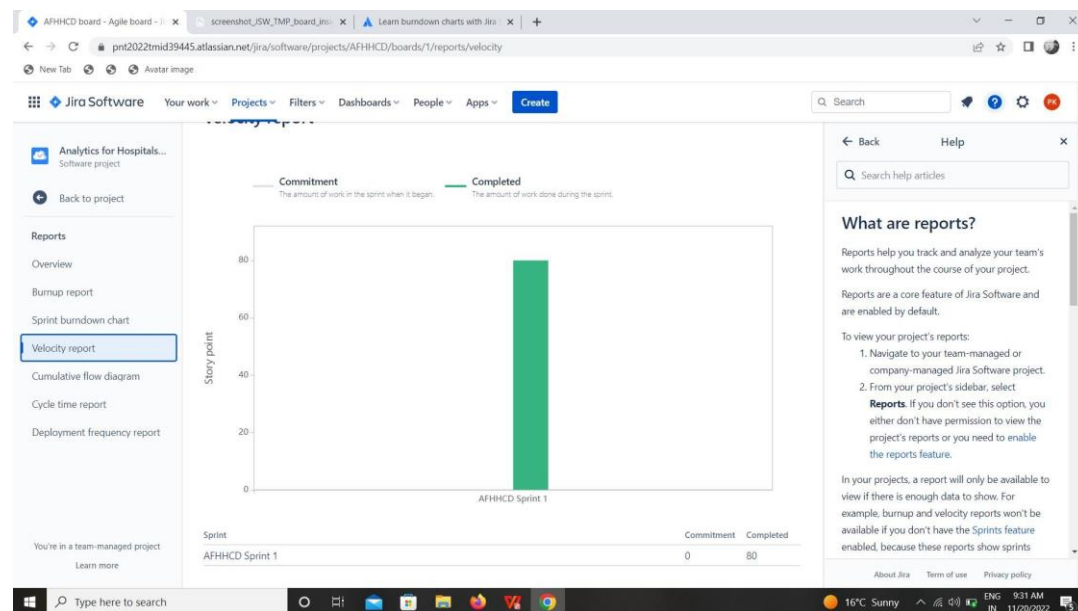 AFHHCD board - Agile board - Ji
screenshot_JSW_TMP_board_ins
Learn burndown charts with Jira
pnt2022tmid39445.atlassian.net/jira/software/projects/AFHHCD/boards/1/reports/velocity
New Tab
Avatar image
Jira Software
Your work
Projects
Filters
Dashboards
People
Apps
Create
Search
PK
Analytics for Hospitals...
Software project
Back to project
Reports
Overview
Burnup report
Sprint burndown chart
Velocity report
Cumulative flow diagram
Cycle time report
Deployment frequency report
You're in a team-managed project
Learn more
Velocity report
Commitment
The amount of work in the sprint when it began.
Completed
The amount of work done during the sprint.
Story point
80
60
40
20
0
AFHHCD Sprint 1
Sprint Commitment Completed
AFHHCD Sprint 1 0 80
Back
Help
Search help articles
What are reports?
Reports help you track and analyze your team's
work throughout the course of your project.
Reports are a core feature of Jira Software and
are enabled by default.
To view your project's reports:
1. Navigate to your team-managed or
company-managed Jira Software project.
2. From your project's sidebar, select
Reports. If you don't see this option, you
either don't have permission to view the
project's reports or you need to enable
the reports feature.
In your projects, a report will only be available to
view if there is enough data to show. For
example, burnup and velocity reports won't be
available if you don't have the Sprints feature
enabled, because these reports show sprints
About Jira Term of use Privacy policy
Type here to search
16°C Sunny
ENG
IN
9:31 AM
11/20/2022